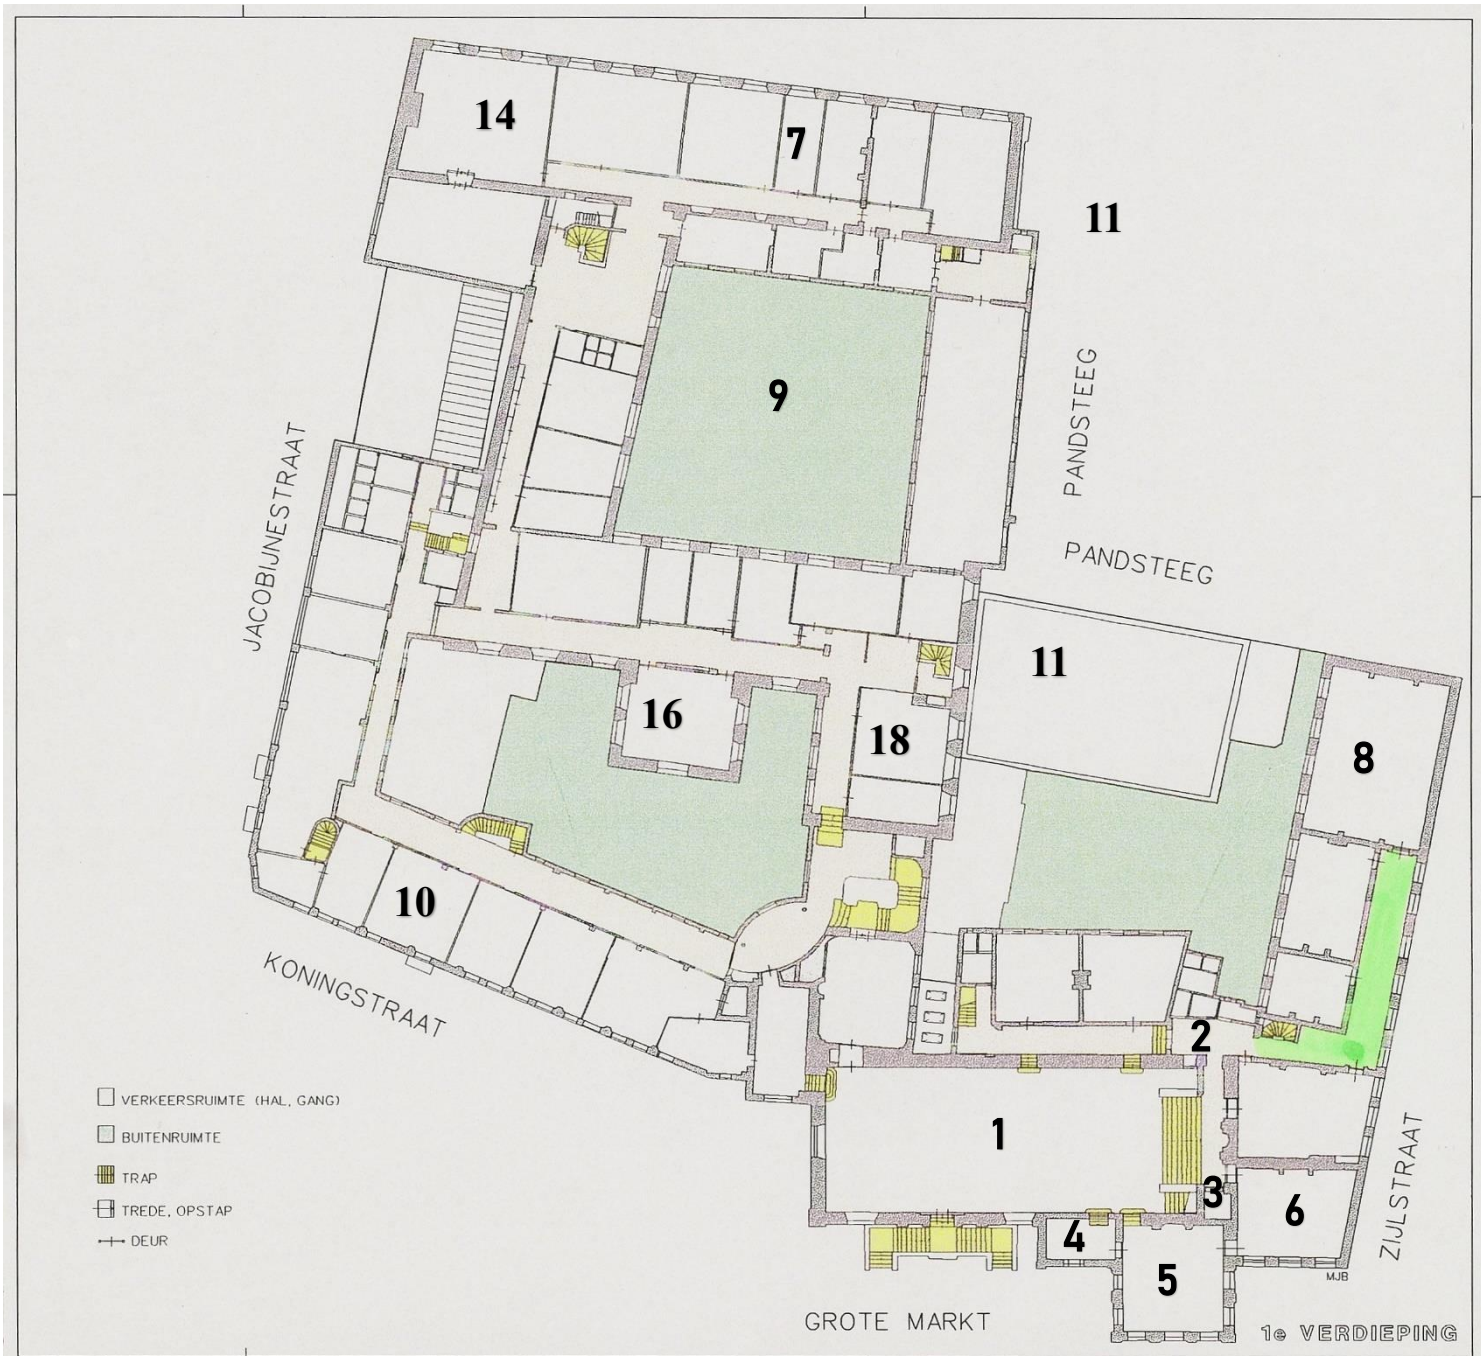 14
7
11
9
PANDSTEEG
JACOBIJNESTRAAT
PANDSTEEG
11
16
18
8
10
KONINGSTRAAT
2
VERKEERSRUIMTE (HAL, GANG)
BUITENRUIMTE
TRAP
TREDE, OPSTAP
DEUR
1
3
4
5
6
ZIJLSTRAAT
MJB
GROTE MARKT
1e VERDIEPING